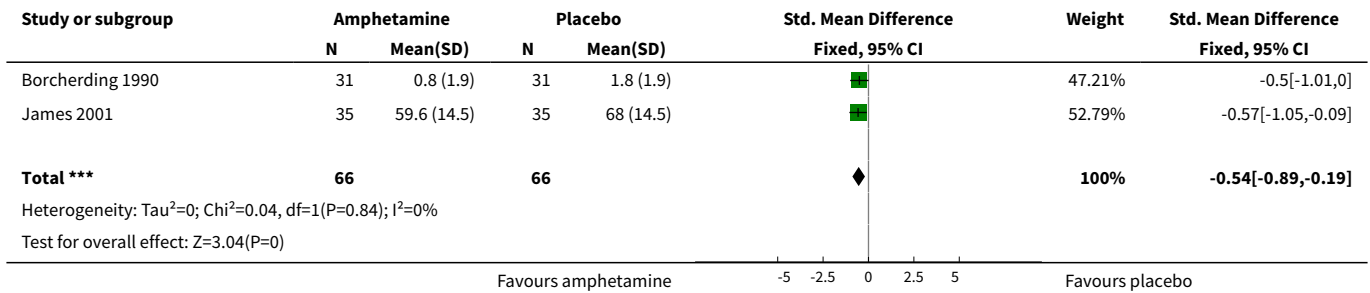 Study or subgroup Amphetamine Placebo Std. Mean Difference Weight Std. Mean Difference
N Mean(SD) N Mean(SD) Fixed, 95% CI Fixed, 95% CI
Borcherding 1990 31 0.8 (1.9) 31 1.8 (1.9) 47.21% -0.5[-1.01,0]
James 2001 35 59.6 (14.5) 35 68 (14.5) 52.79% -0.57[-1.05,-0.09]
Total *** 66 66 100% -0.54[-0.89,-0.19]
Heterogeneity: Tau²=0; Chi²=0.04, df=1(P=0.84); I²=0%
Test for overall effect: Z=3.04(P=0)
Favours amphetamine -5 -2.5 0 2.5 5 Favours placebo